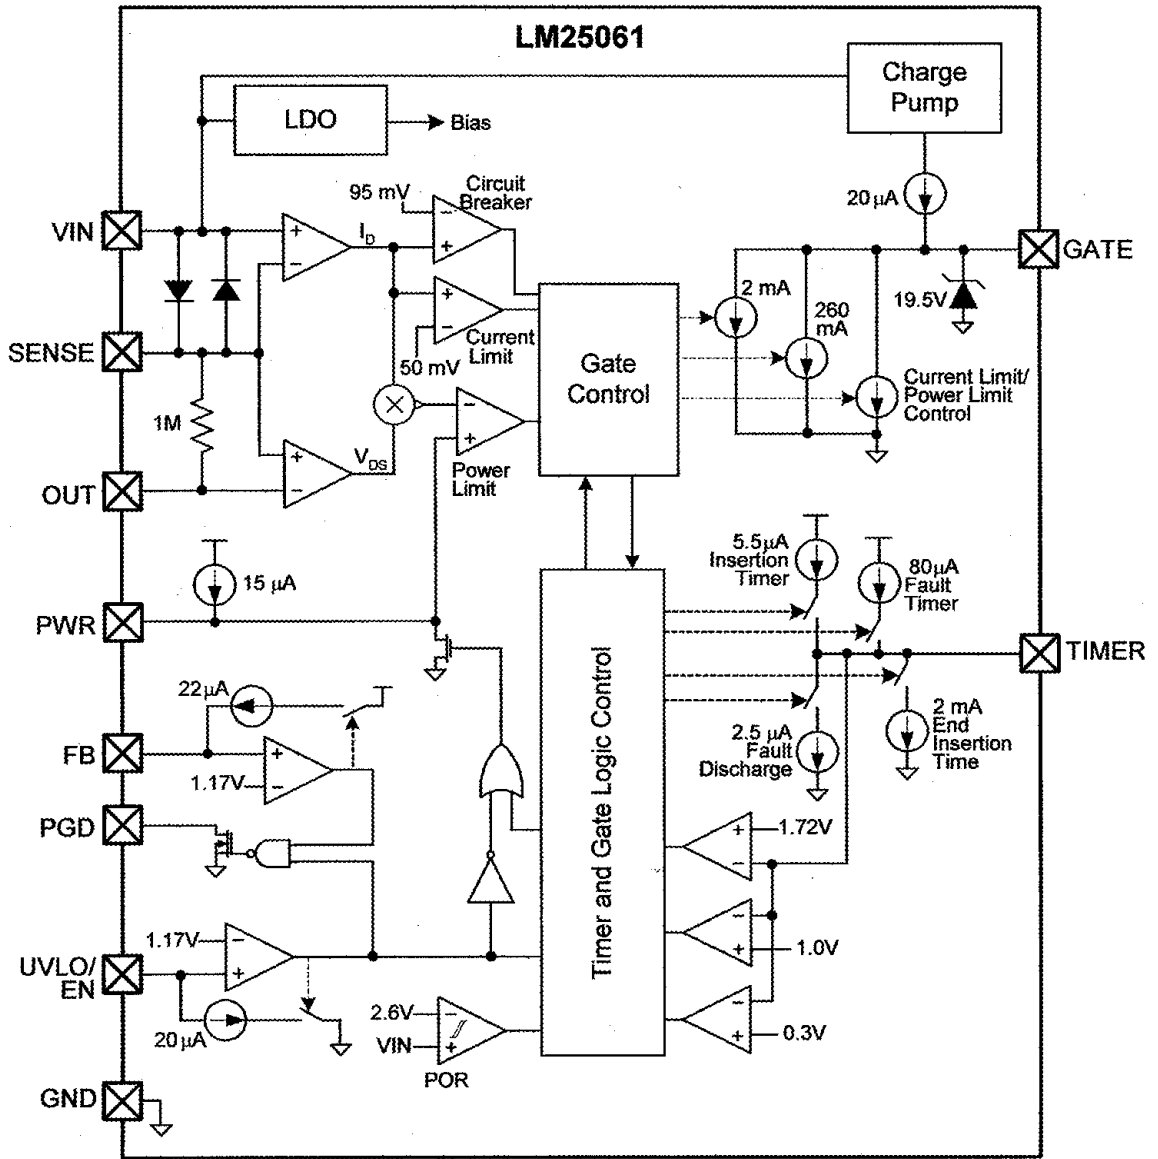 LM25061
Charge
Pump
LDO
Bias
20 µA
95 mV
Circuit
Breaker
VIN
I_D
GATE
2 mA
260
mA
19.5V
SENSE
Current
Limit
50 mV
Gate
Control
Current Limit/
Power Limit
Control
1M
V_DS
Power
Limit
OUT
15 µA
5.5µA
Insertion
Timer
80µA
Fault
Timer
PWR
TIMER
22µA
FB
1.17V
2.5 µA
Fault
Discharge
2 mA
End
Insertion
Time
PGD
Timer and Gate Logic Control
1.72V
1.17V
UVLO/
EN
1.0V
20µA
2.6V
VIN
POR
0.3V
GND